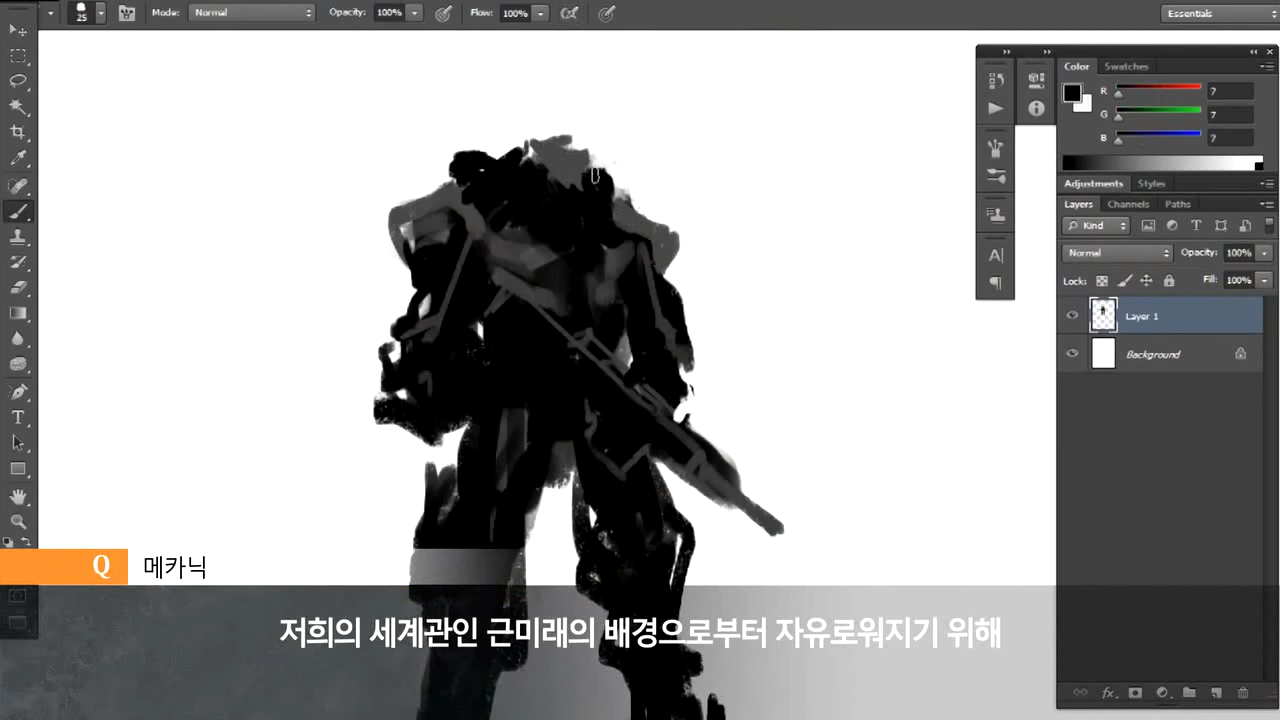 25
Mode: Normal Opacity: 100% Flow: 100% Essentials
Color Swatches
R 7
G 7
B 7
Adjustments Styles
Layers Channels Paths
Kind
Normal Opacity: 100%
Lock: Fill: 100%
Layer 1
Background
Q 메카닉
저희의 세계관인 근미래의 배경으로부터 자유로워지기 위해